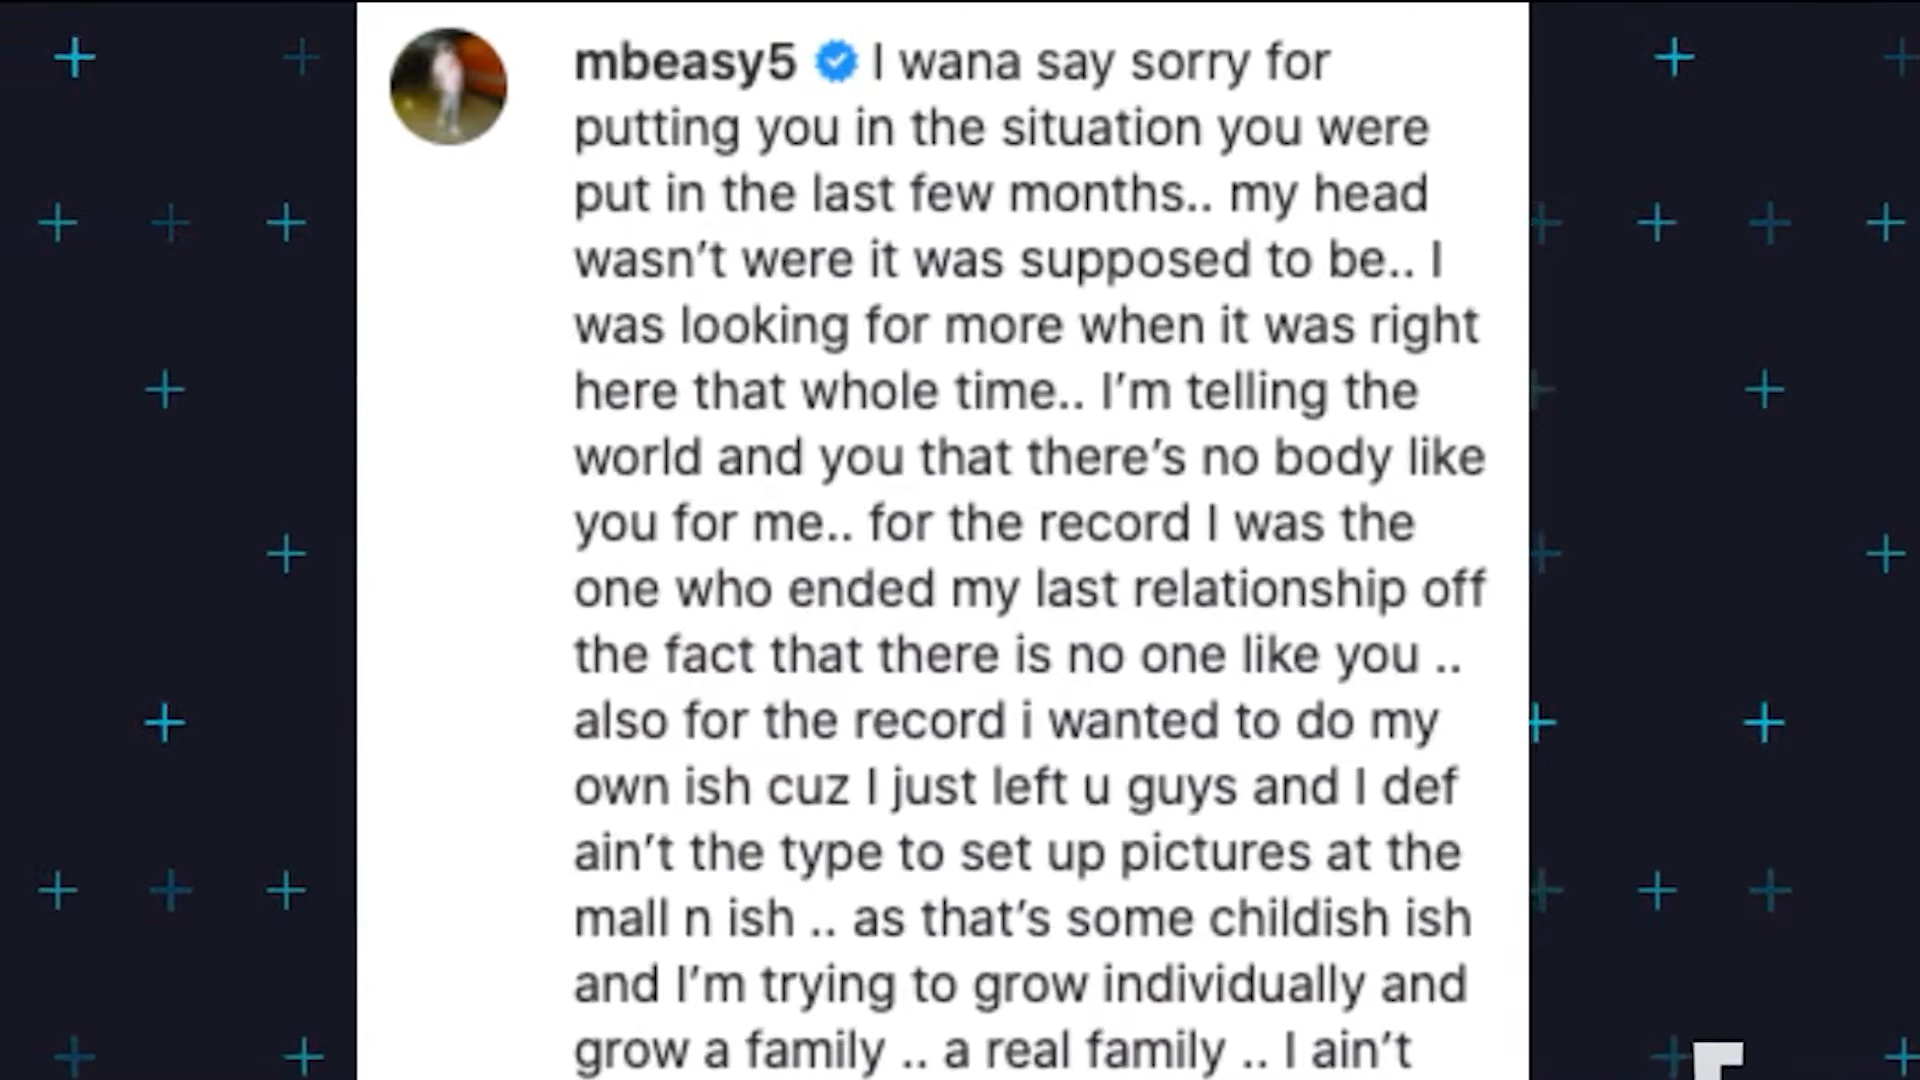 mbeasy5 I wana say sorry for
putting you in the situation you were
put in the last few months.. my head
wasn’t were it was supposed to be.. I
was looking for more when it was right
here that whole time.. I’m telling the
world and you that there’s no body like
you for me.. for the record I was the
one who ended my last relationship off
the fact that there is no one like you ..
also for the record i wanted to do my
own ish cuz I just left u guys and I def
ain’t the type to set up pictures at the
mall n ish .. as that’s some childish ish
and I’m trying to grow individually and
grow a family .. a real family .. I ain’t